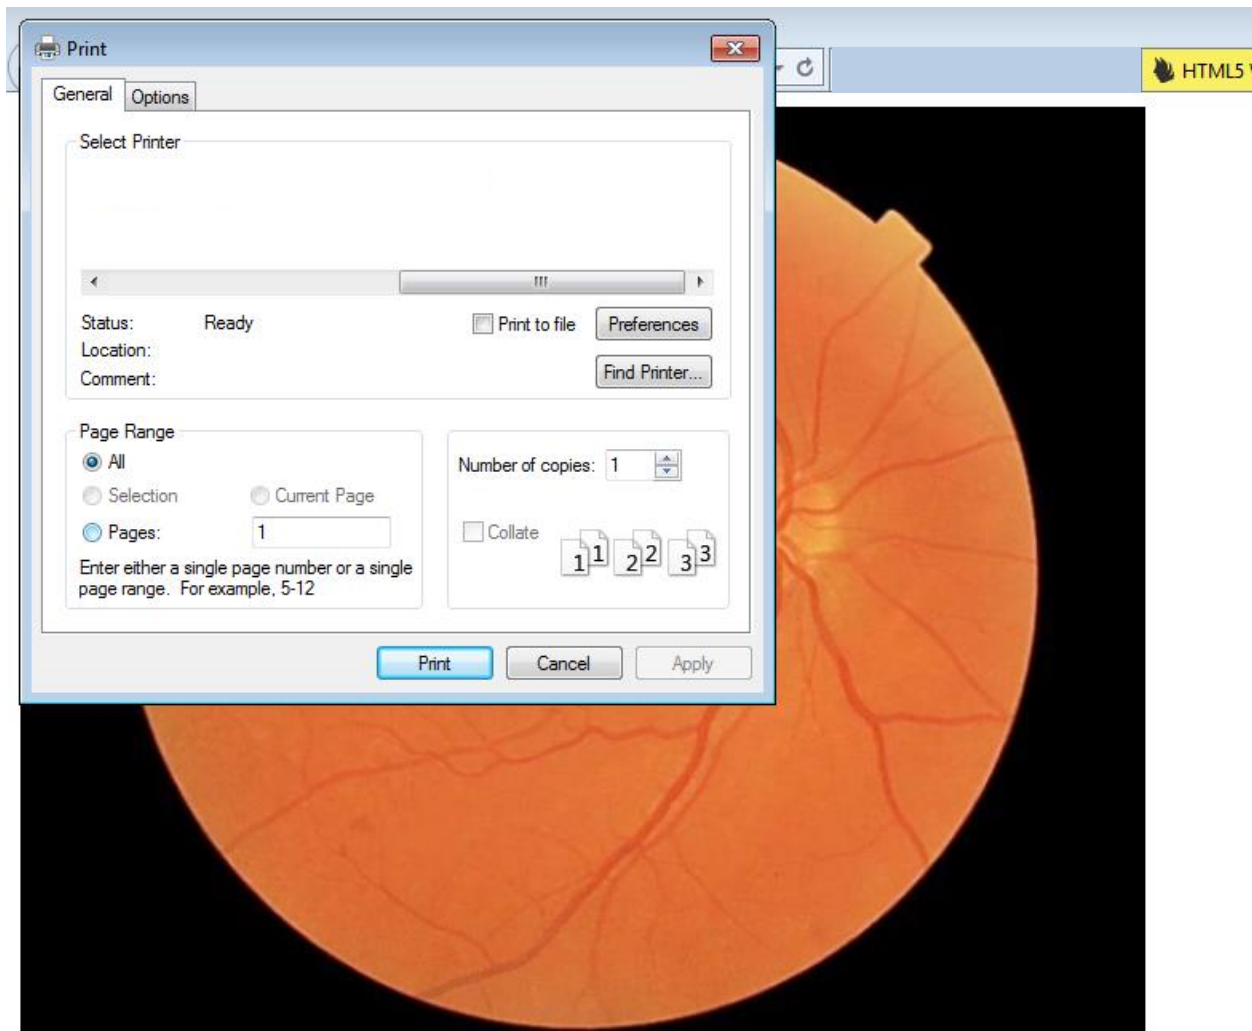 Print
HTML5
General Options
Select Printer
Status: Ready
Print to file
Preferences
Location:
Comment:
Find Printer...
Page Range
All
Selection
Current Page
Pages: 1
Enter either a single page number or a single
page range. For example, 5-12
Number of copies: 1
Collate
1 1 2 2 3 3
Print Cancel Apply